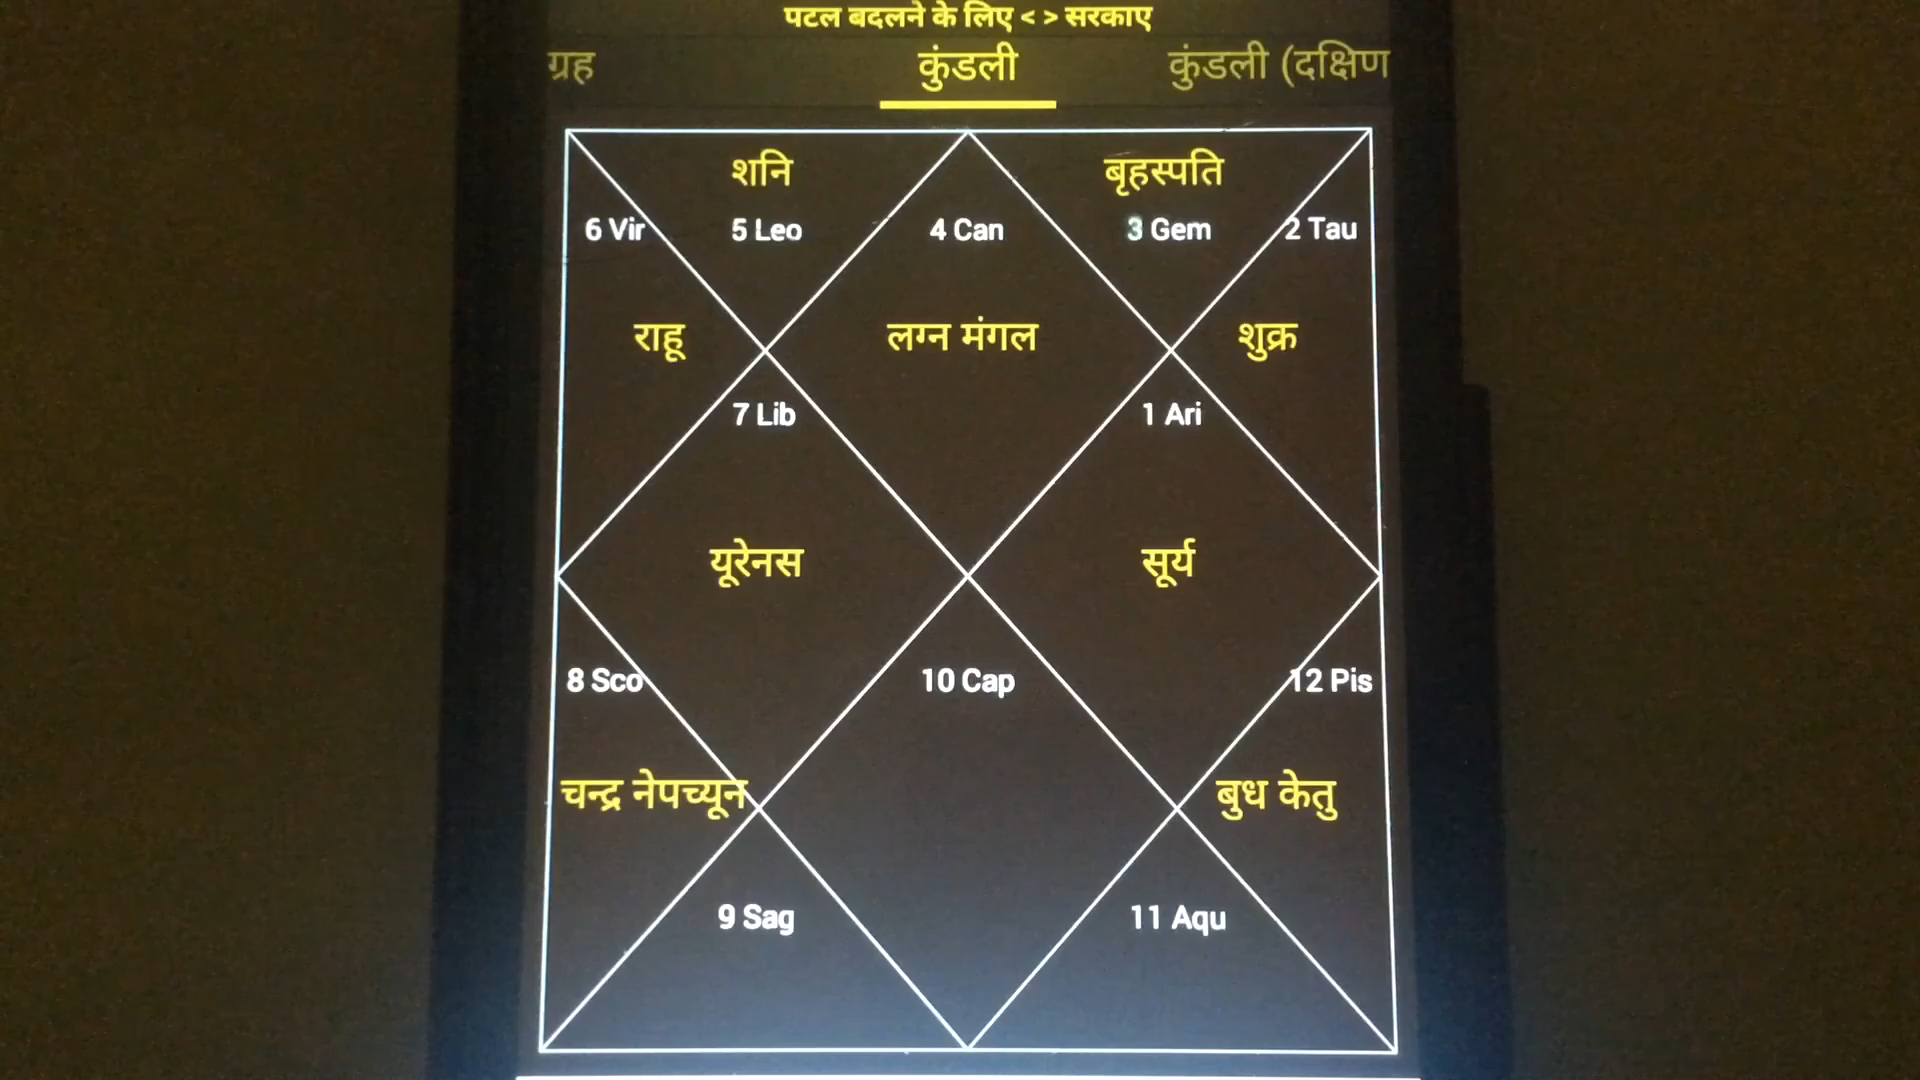 पटल बदलने के लिए < > सरकाए
ग्रह कुंडली कुंडली (दक्षिण
शनि बृहस्पति
6 Vir 5 Leo 4 Can 3 Gem 2 Tau
राहू लग्न मंगल शुक्र
7 Lib 1 Ari
यूरेनस सूर्य
8 Sco 10 Cap 12 Pis
चन्द्र नेपच्यून बुध केतु
9 Sag 11 Aqu